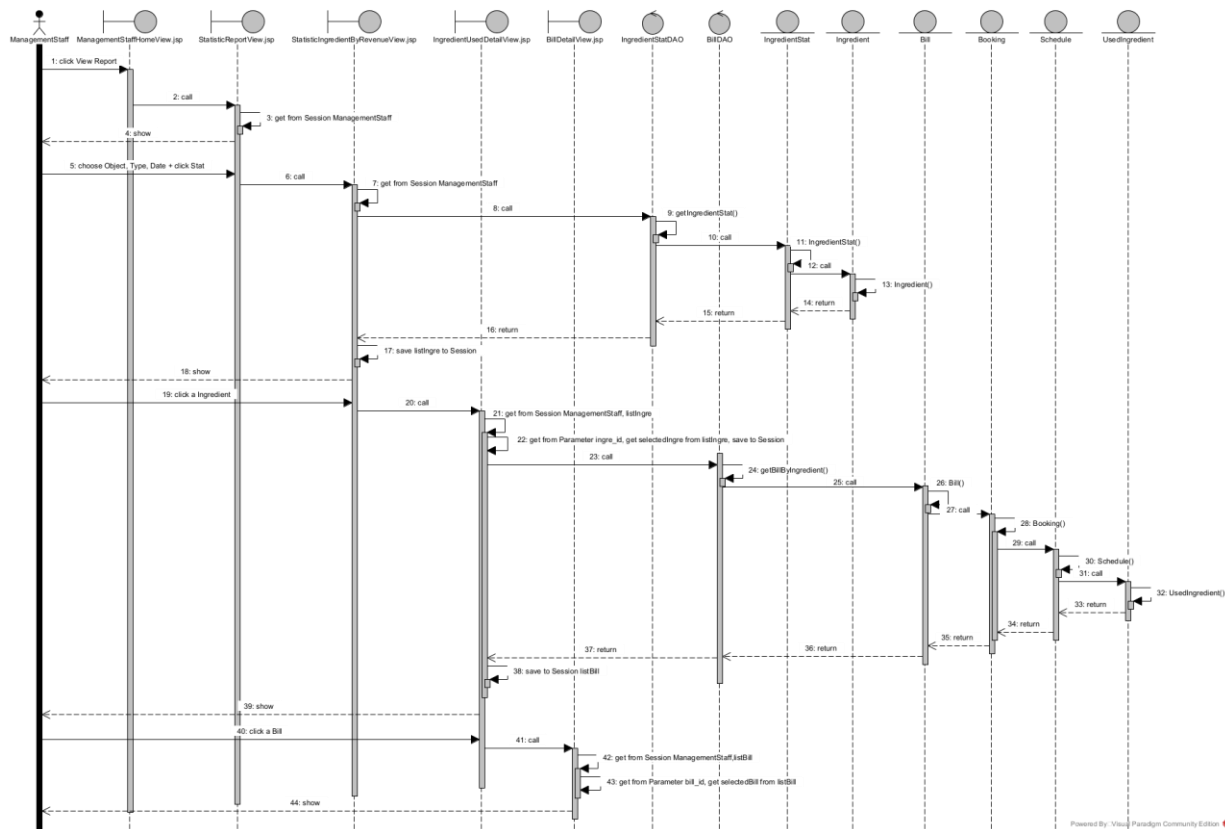 ManagementStaff
ManagementStaffHomeView.jsp
StatisticReportView.jsp
StatisticIngredientByRevenueView.jsp
IngredientUsedDetailView.jsp
BillDetailView.jsp
IngredientStatDAO
BillDAO
IngredientStat
Ingredient
Bill
Booking
Schedule
UsedIngredient
1: click View Report
2: call
3: get from Session ManagementStaff
4: show
5: choose Object, Type, Date + click Stat
6: call
7: get from Session ManagementStaff
8: call
9: getIngredientStat()
10: call
11: IngredientStat()
12: call
13: Ingredient()
14: return
15: return
16: return
17: save listIngre to Session
18: show
19: click a Ingredient
20: call
21: get from Session ManagementStaff, listIngre
22: get from Parameter ingre_id, get selectedIngre from listIngre, save to Session
23: call
24: getBillByIngredient()
25: call
26: Bill()
27: call
28: Booking()
29: call
30: Schedule()
31: call
32: UsedIngredient()
33: return
34: return
35: return
36: return
37: return
38: save to Session listBill
39: show
40: click a Bill
41: call
42: get from Session ManagementStaff,listBill
43: get from Parameter bill_id, get selectedBill from listBill
44: show
Powered By: Visual Paradigm Community Edition